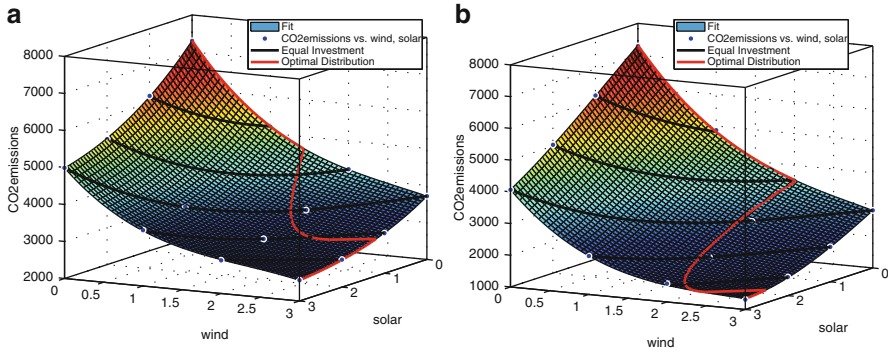 a
Fit
CO2emissions vs. wind, solar
Equal Investment
Optimal Distribution
8000
7000
6000
5000
4000
3000
2000
CO2emissions
0
0.5
1
1.5
2
2.5
3
wind
3
2
1
0
solar
b
Fit
CO2emissions vs. wind, solar
Equal Investment
Optimal Distribution
8000
7000
6000
5000
4000
3000
2000
1000
CO2emissions
0
0.5
1
1.5
2
2.5
3
wind
3
2
1
0
solar